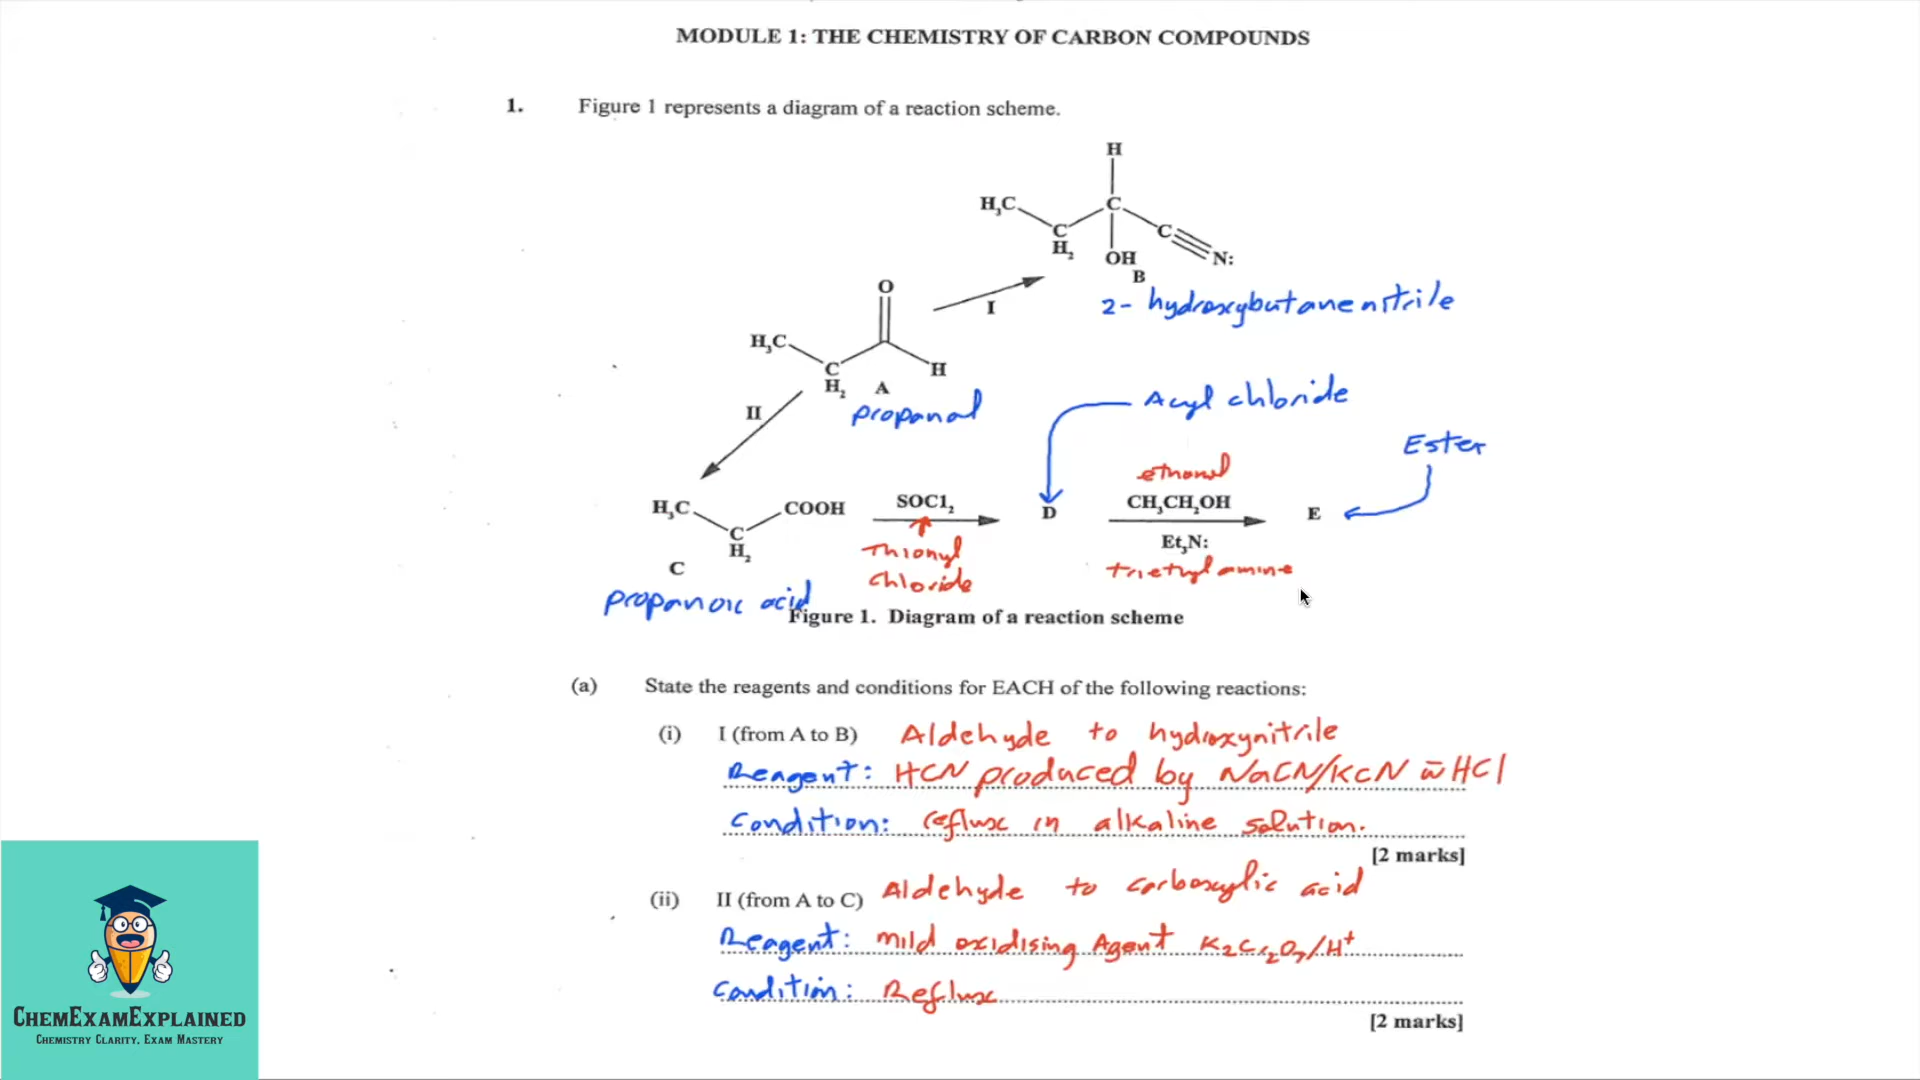 MODULE 1: THE CHEMISTRY OF CARBON COMPOUNDS
1. Figure 1 represents a diagram of a reaction scheme.
H
H₃C C C
C
H₂ OH N:
B
2- hydroxybutanenitrile
O
I
H₃C
C H
H₂ A
II
propanal
Acyl chloride
Ester
ethanol
H₃C COOH SOCl₂ D CH₃CH₂OH E
C
H₂ Et₃N:
Thionyl
chloride
triethylamine
C
propanoic acid
Figure 1. Diagram of a reaction scheme
(a) State the reagents and conditions for EACH of the following reactions:
(i) I (from A to B) Aldehyde to hydroxynitrile
Reagent: HCN produced by NaCN/KCN w̄ HCl
Condition: reflux in alkaline solution.
[2 marks]
(ii) II (from A to C) Aldehyde to carboxylic acid
Reagent: mild oxidising Agent K₂Cr₂O₇/H⁺
Condition: Reflux
[2 marks]
CHEMEXAMEXPLAINED
CHEMISTRY CLARITY, EXAM MASTERY